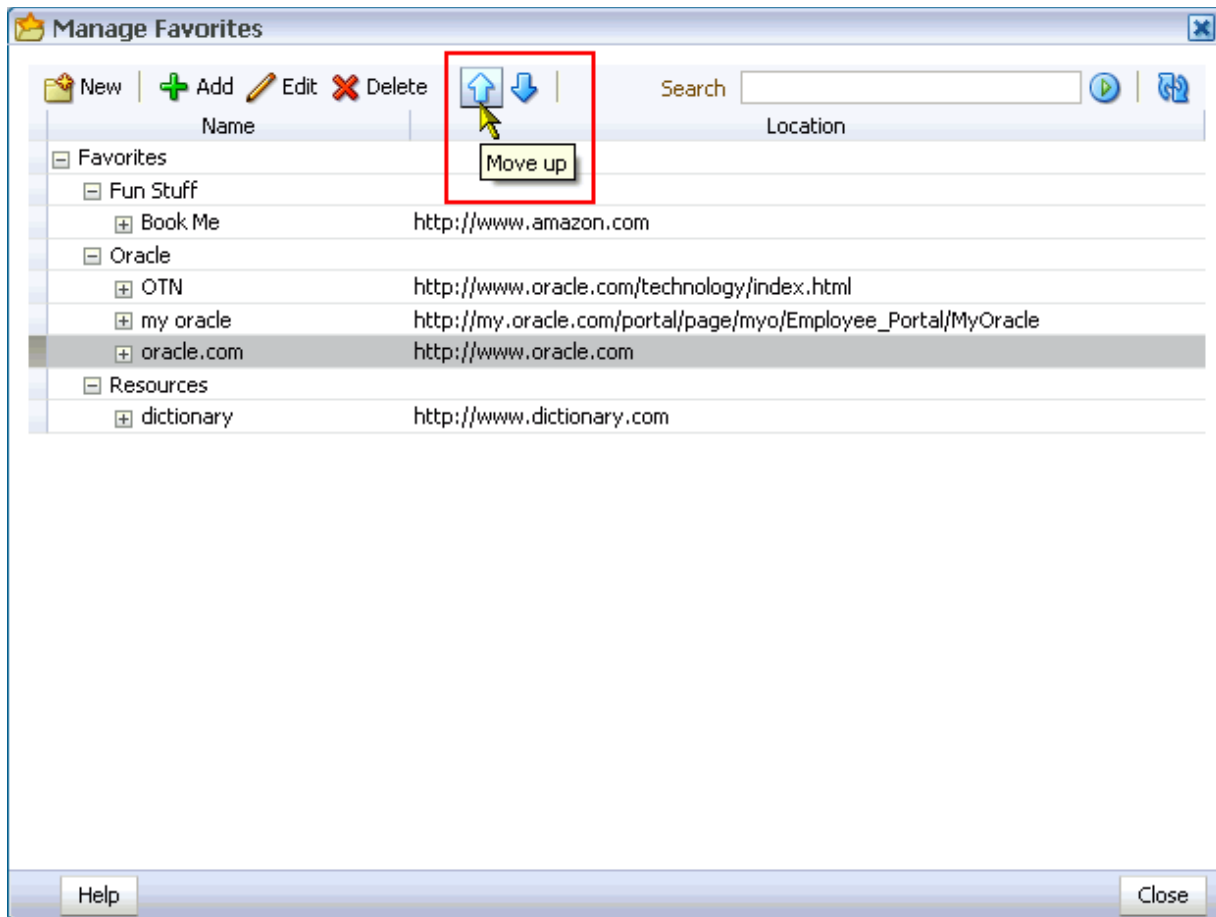 Manage Favorites
New Add Edit Delete Search
Name Location
Move up
Favorites
Fun Stuff
Book Me http://www.amazon.com
Oracle
OTN http://www.oracle.com/technology/index.html
my oracle http://my.oracle.com/portal/page/myo/Employee_Portal/MyOracle
oracle.com http://www.oracle.com
Resources
dictionary http://www.dictionary.com
Help Close